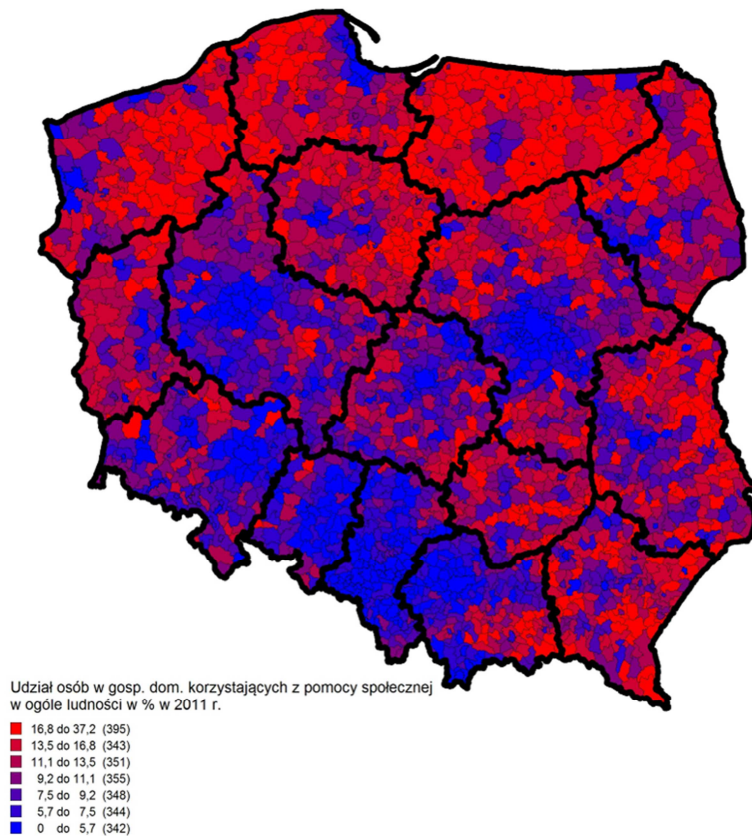 Udział osób w gosp. dom. korzystających z pomocy społecznej
w ogóle ludności w % w 2011 r.
16,8 do 37,2 (395)
13,5 do 16,8 (343)
11,1 do 13,5 (351)
9,2 do 11,1 (355)
7,5 do 9,2 (348)
5,7 do 7,5 (344)
0 do 5,7 (342)